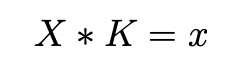 X ∗ K = x